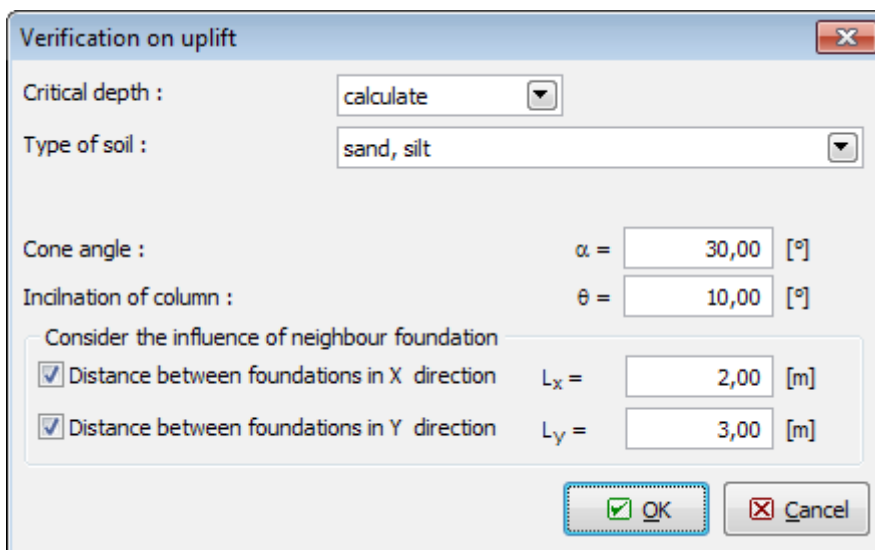 Verification on uplift
Critical depth : calculate
Type of soil : sand, silt
Cone angle : α = 30,00 [°]
Incilnation of column : θ = 10,00 [°]
Consider the influence of neighbour foundation
Distance between foundations in X direction Lx = 2,00 [m]
Distance between foundations in Y direction Ly = 3,00 [m]
OK Cancel